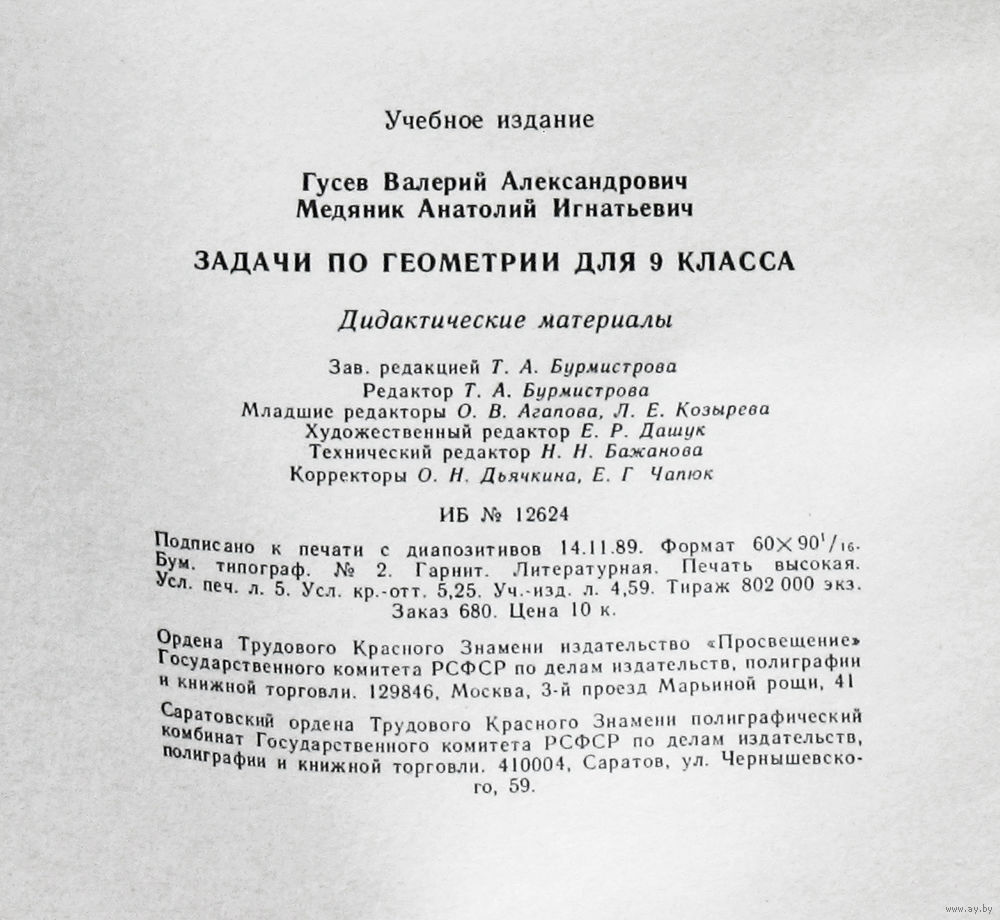 Учебное издание
Гусев Валерий Александрович
Медяник Анатолий Игнатьевич
ЗАДАЧИ ПО ГЕОМЕТРИИ ДЛЯ 9 КЛАССА
Дидактические материалы
Зав. редакцией Т. А. Бурмистрова
Редактор Т. А. Бурмистрова
Младшие редакторы О. В. Агапова, Л. Е. Козырева
Художественный редактор Е. Р. Дашук
Технический редактор Н. Н. Бажанова
Корректоры О. Н. Дьячкина, Е. Г Чапюк
ИБ № 12624
Подписано к печати с диапозитивов 14.11.89. Формат 60×90¹/₁₆.
Бум. типограф. № 2. Гарнит. Литературная. Печать высокая.
Усл. печ. л. 5. Усл. кр.-отт. 5,25. Уч.-изд. л. 4,59. Тираж 802 000 экз.
Заказ 680. Цена 10 к.
Ордена Трудового Красного Знамени издательство «Просвещение»
Государственного комитета РСФСР по делам издательств, полиграфии
и книжной торговли. 129846, Москва, 3-й проезд Марьиной рощи, 41
Саратовский ордена Трудового Красного Знамени полиграфический
комбинат Государственного комитета РСФСР по делам издательств,
полиграфии и книжной торговли. 410004, Саратов, ул. Чернышевско-
го, 59.
www.ay.by